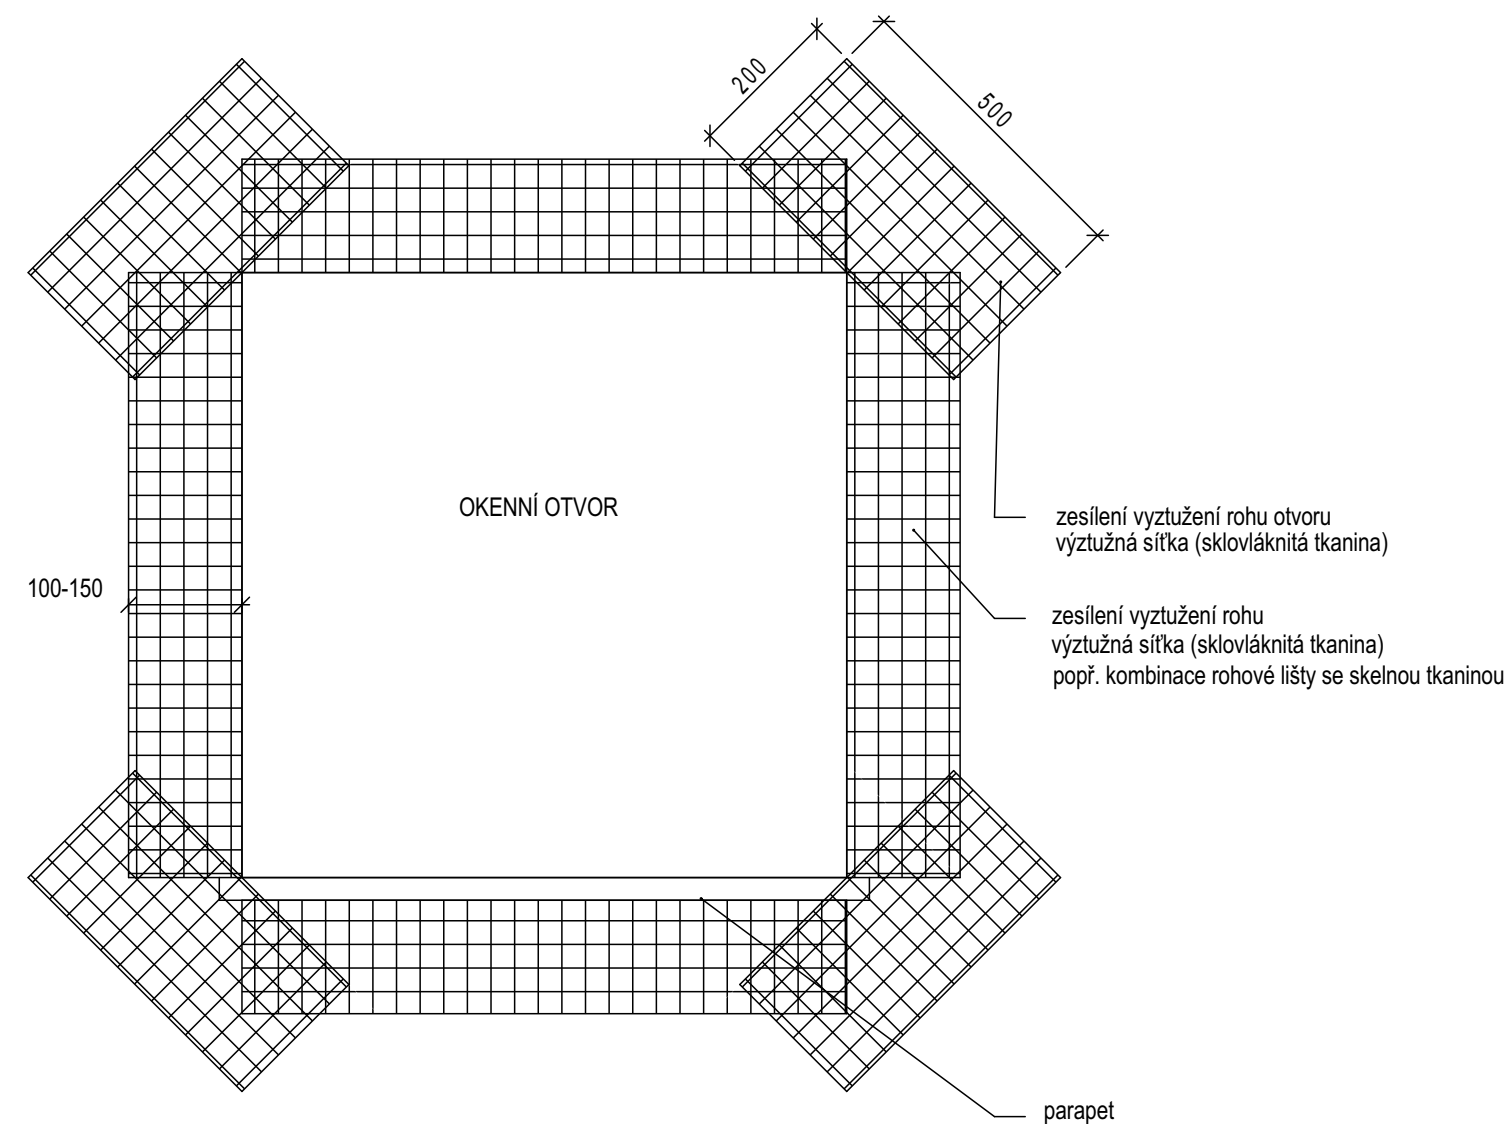 200
500
OKENNÍ OTVOR
zesílení vyztužení rohu otvoru
výztužná síťka (sklovláknitá tkanina)
100-150
zesílení vyztužení rohu
výztužná síťka (sklovláknitá tkanina)
popř. kombinace rohové lišty se skelnou tkaninou
parapet